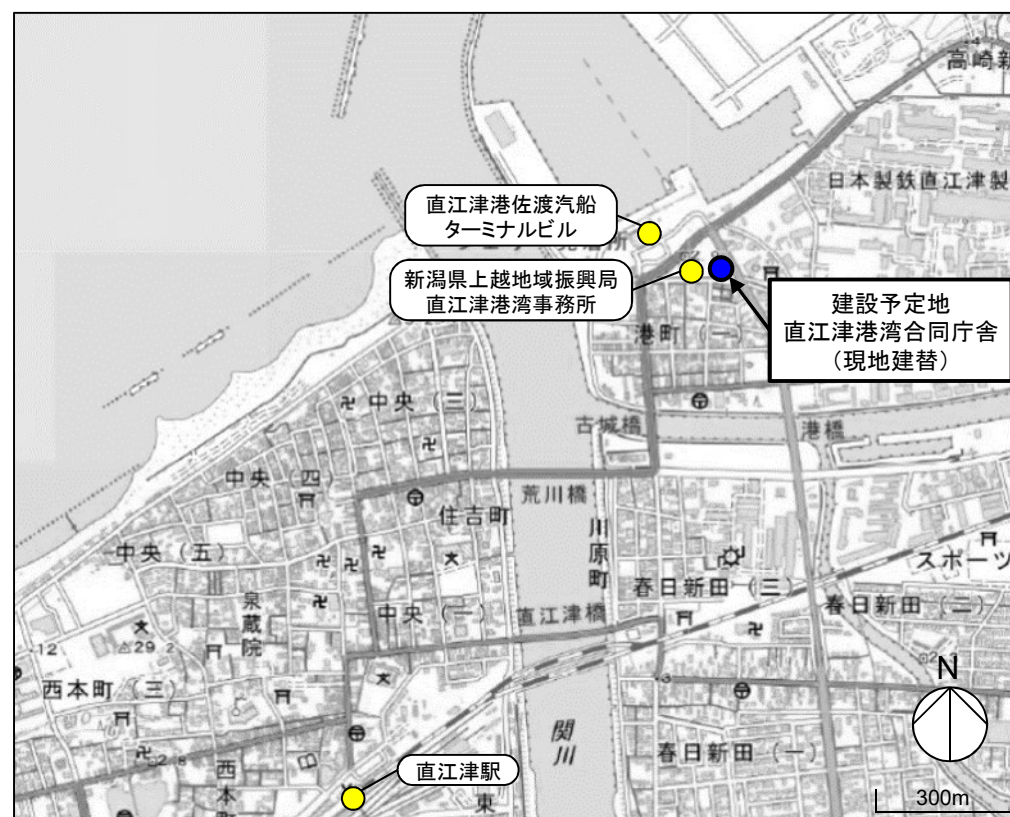 高崎新
日本製鉄直江津製
直江津港佐渡汽船
ターミナルビル
新潟県上越地域振興局
直江津港湾事務所
建設予定地
直江津港湾合同庁舎
（現地建替）
港町（一）
中央（三）
古城橋
港橋
中央（四）
荒川橋
住吉町
川原町
中央（五）
スポーツ
春日新田（三）
春日新田（二）
泉蔵院
中央（一）
直江津橋
12
29.2
西本町（三）
N
関川
春日新田（一）
直江津駅
西本町
東
300m